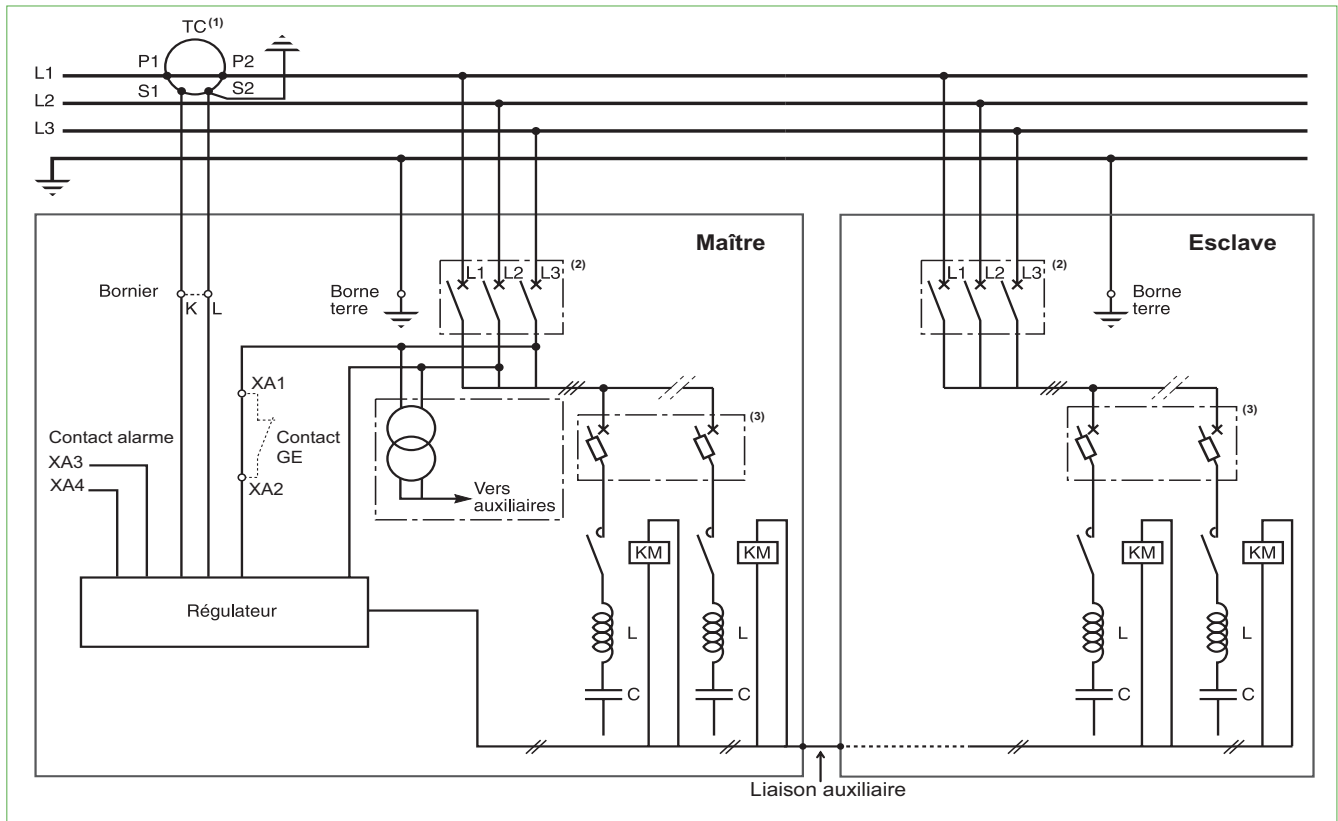 TC (1)
P1
P2
L1
S1
S2
L2
L3
Maître
Esclave
L1 L2 L3 (2)
L1 L2 L3 (2)
Bornier
K
L
Borne
terre
Borne
terre
XA1
Contact
GE
XA2
Contact alarme
XA3
XA4
(3)
(3)
Vers
auxiliaires
KM
KM
KM
KM
Régulateur
L
L
L
L
C
C
C
C
Liaison auxiliaire